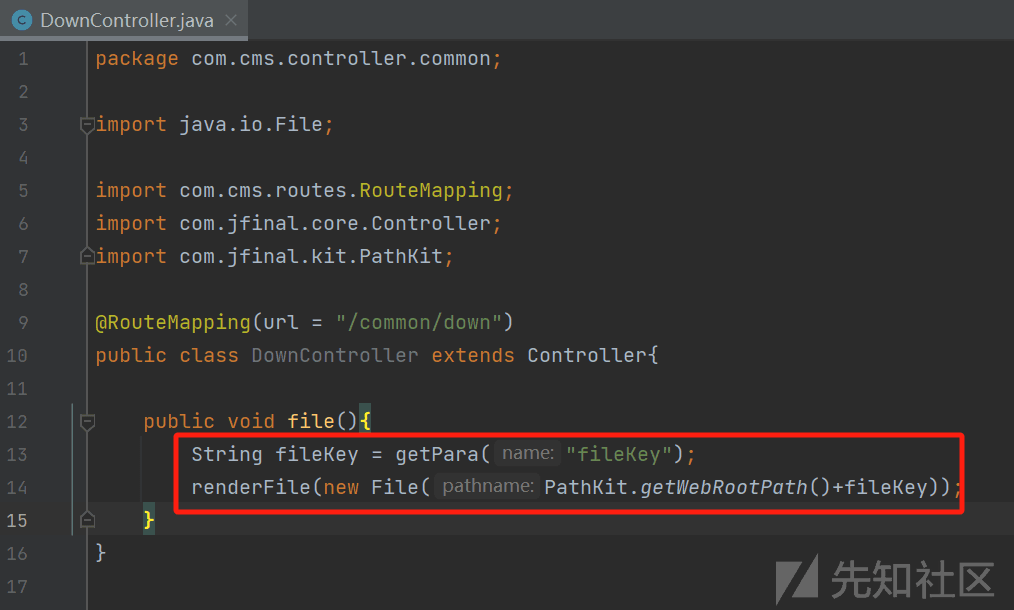 DownController.java
1 package com.cms.controller.common;
2
3 import java.io.File;
4
5 import com.cms.routes.RouteMapping;
6 import com.jfinal.core.Controller;
7 import com.jfinal.kit.PathKit;
8
9 @RouteMapping(url = "/common/down")
10 public class DownController extends Controller{
11
12 public void file(){
13 String fileKey = getPara( name: "fileKey");
14 renderFile(new File( pathname: PathKit.getWebRootPath()+fileKey));
15 }
16 }
17
先知社区